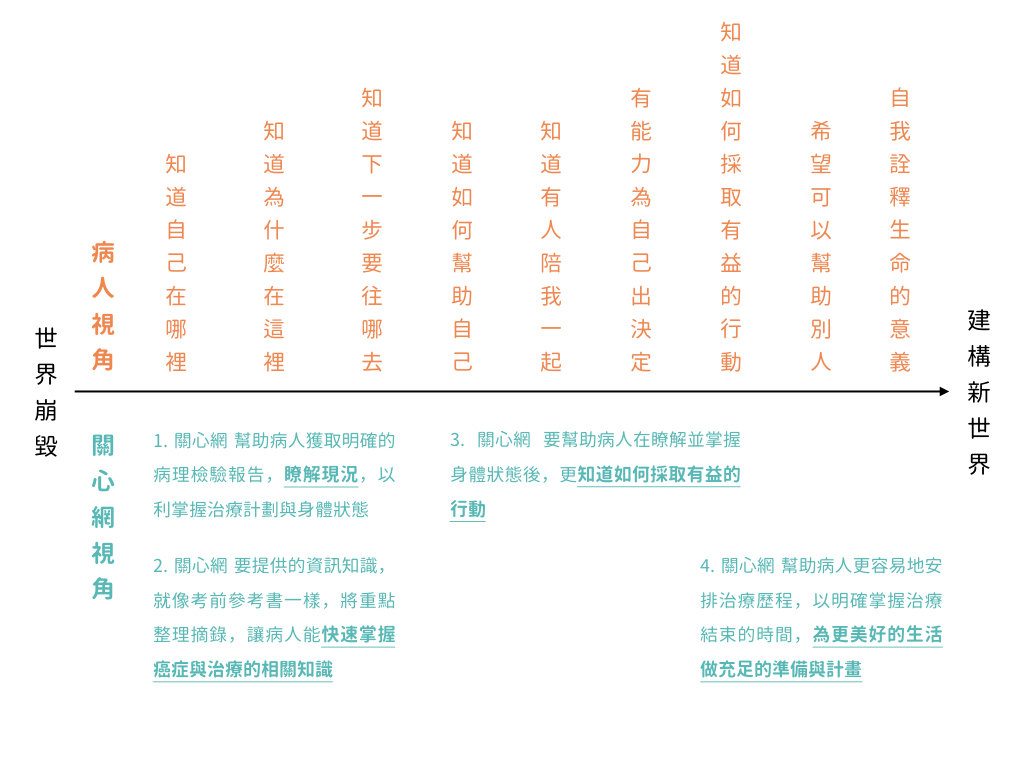 世界崩毀
病人視角
知道自己在哪裡
知道為什麼在這裡
知道下一步要往哪去
知道如何幫助自己
知道有人陪我一起
有能力為自己出決定
知道如何採取有益的行動
希望可以幫助別人
自我詮釋生命的意義
建構新世界
關心網視角
1. 關心網 幫助病人獲取明確的
病理檢驗報告，瞭解現況，以
利掌握治療計劃與身體狀態
2. 關心網 要提供的資訊知識，
就像考前參考書一樣，將重點
整理摘錄，讓病人能快速掌握
癌症與治療的相關知識
3. 關心網 要幫助病人在瞭解並掌握
身體狀態後，更知道如何採取有益的
行動
4. 關心網 幫助病人更容易地安
排治療歷程，以明確掌握治療
結束的時間，為更美好的生活
做充足的準備與計畫